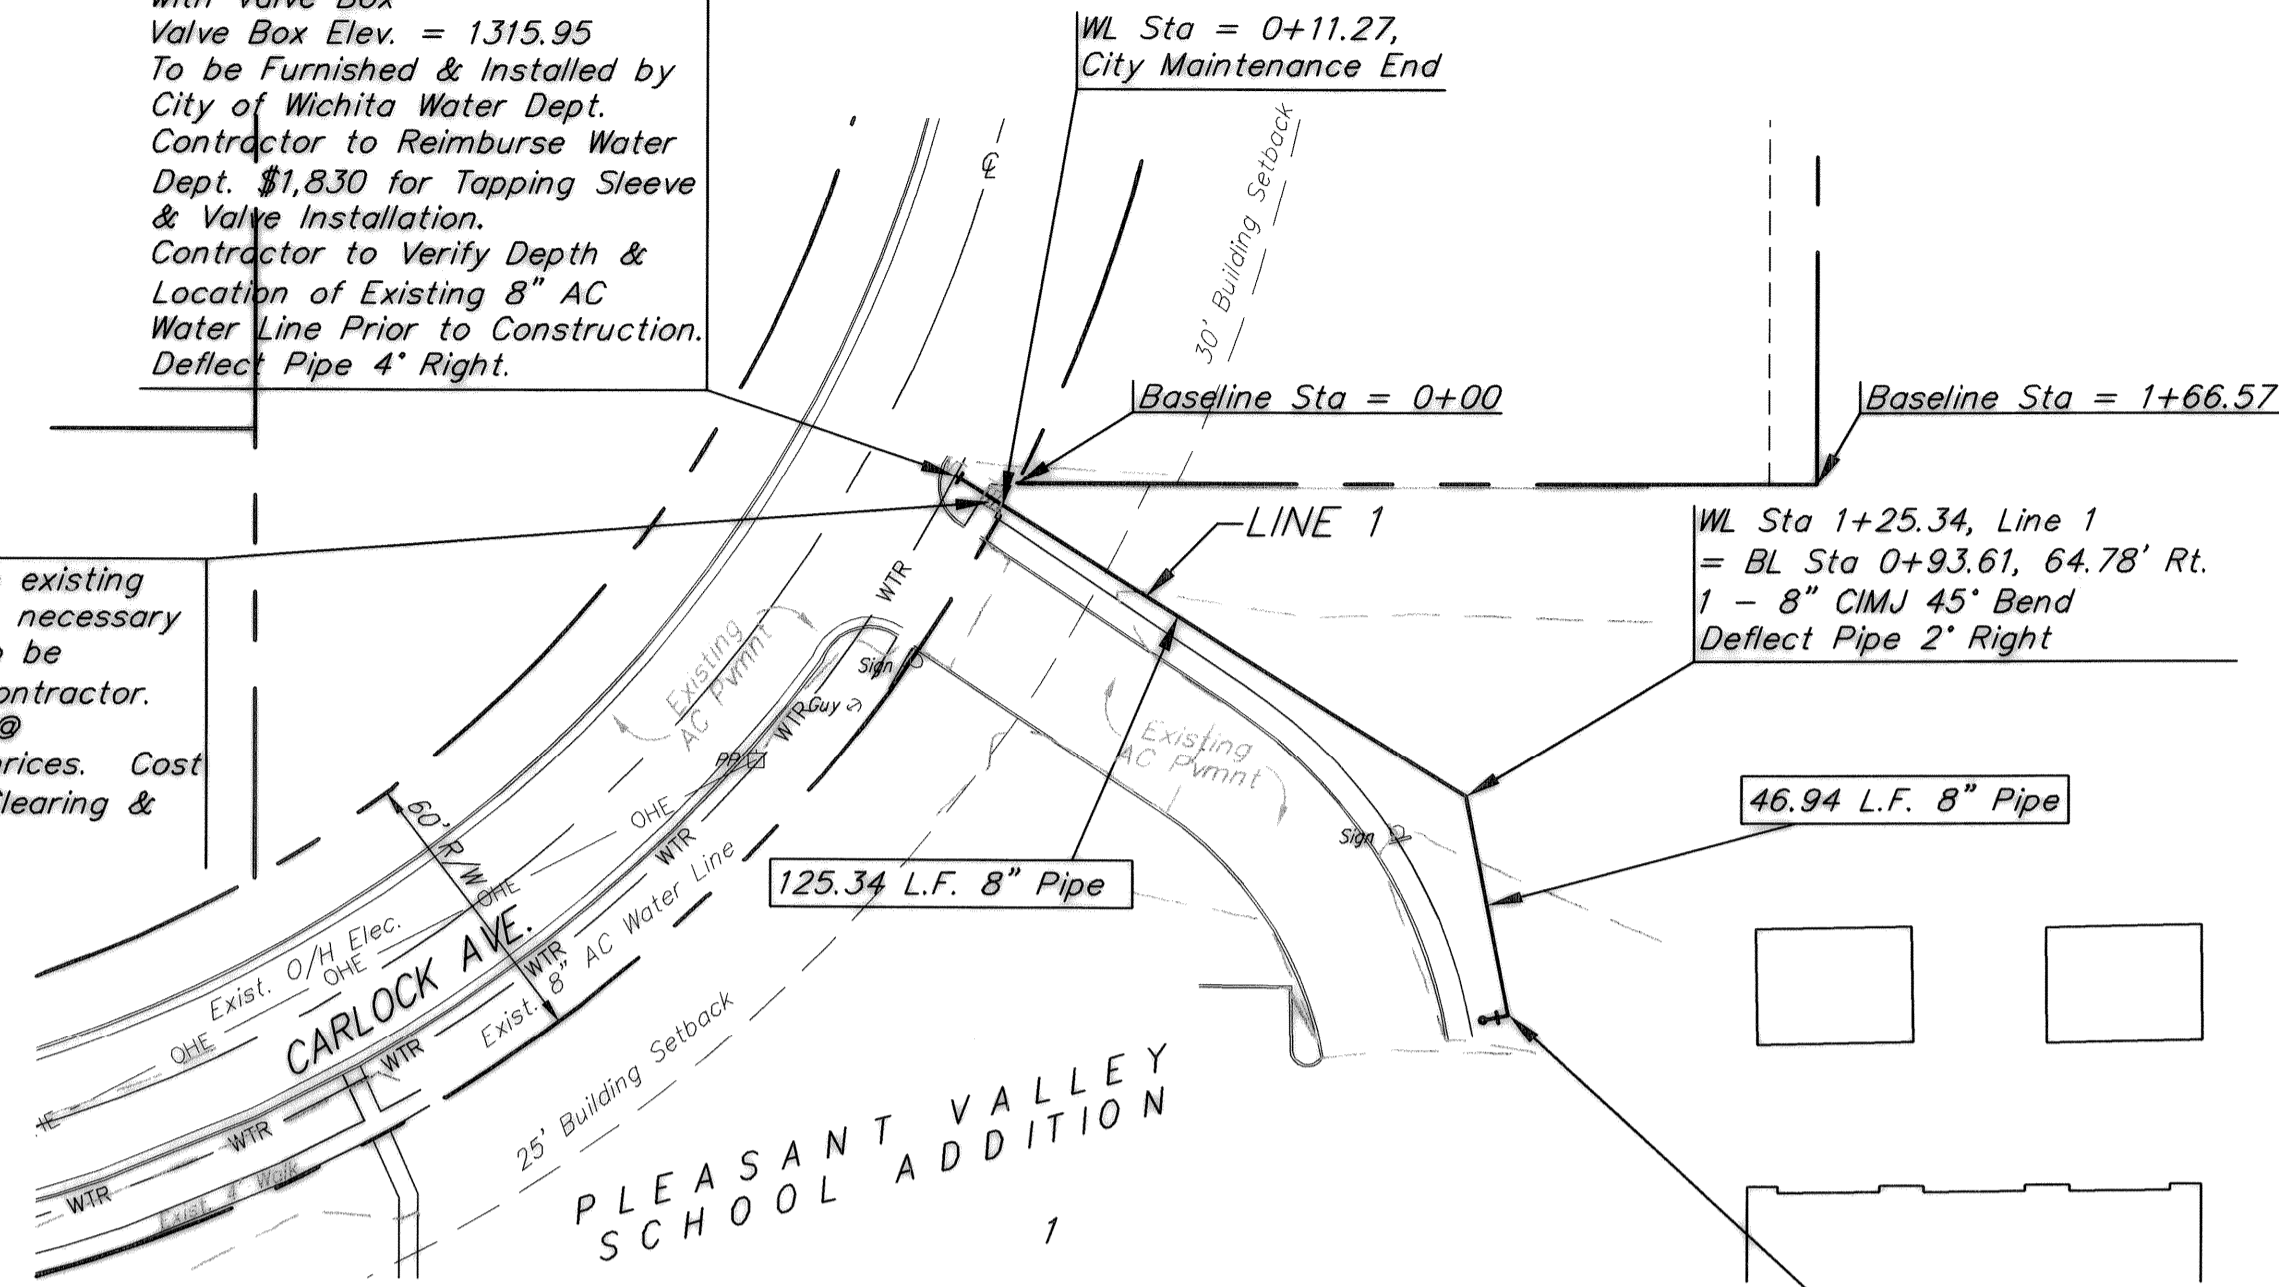 with Valve Box
Valve Box Elev. = 1315.95
To be Furnished & Installed by
City of Wichita Water Dept.
Contractor to Reimburse Water
Dept. $1,830 for Tapping Sleeve
& Valve Installation.
Contractor to Verify Depth &
Location of Existing 8" AC
Water Line Prior to Construction.
Deflect Pipe 4° Right.
WL Sta = 0+11.27,
City Maintenance End
℄
30' Building Setback
Baseline Sta = 0+00
Baseline Sta = 1+66.57
LINE 1
WL Sta 1+25.34, Line 1
= BL Sta 0+93.61, 64.78' Rt.
1 - 8" CIMJ 45° Bend
Deflect Pipe 2° Right
existing
necessary
be
@
Cost
&
WTR
Existing
AC Pvmnt
Sign
Guy
WTR
PP
OHE
WTR
Existing
AC Pvmnt
Sign
46.94 L.F. 8" Pipe
125.34 L.F. 8" Pipe
60' R/W
OHE
Exist. O/H Elec.
OHE
CARLOCK AVE.
WTR
Exist. 8" AC Water Line
OHE
WTR
25' Building Setback
WTR
Exist. 4' Walk
WTR
PLEASANT VALLEY
SCHOOL ADDITION
1